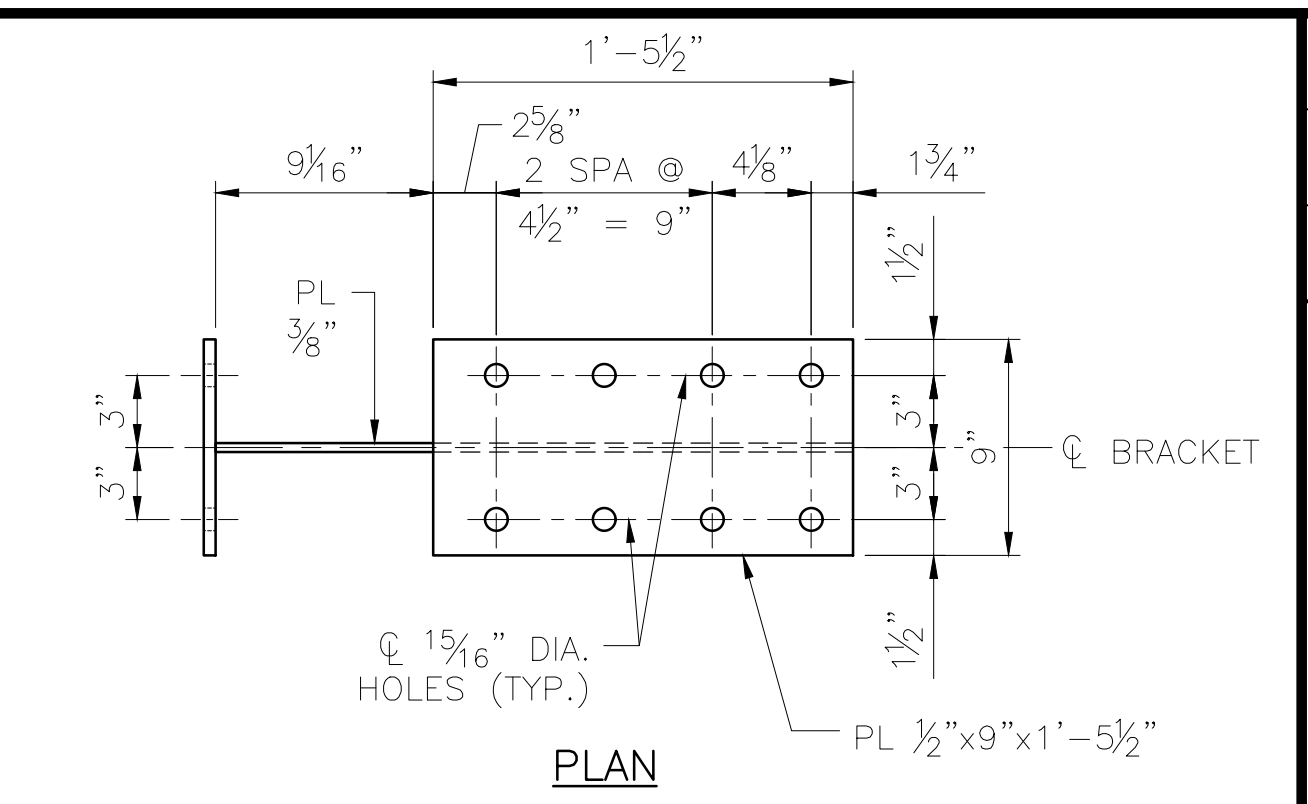 1'-5½"
2⅝"
9 1/16"
2 SPA @
4½" = 9"
4⅛"
1¾"
1½"
PL
⅜"
3"
3"
3"
3"
9"
℄ BRACKET
1½"
℄ 15/16" DIA.
HOLES (TYP.)
PL ½"x9"x1'-5½"
PLAN